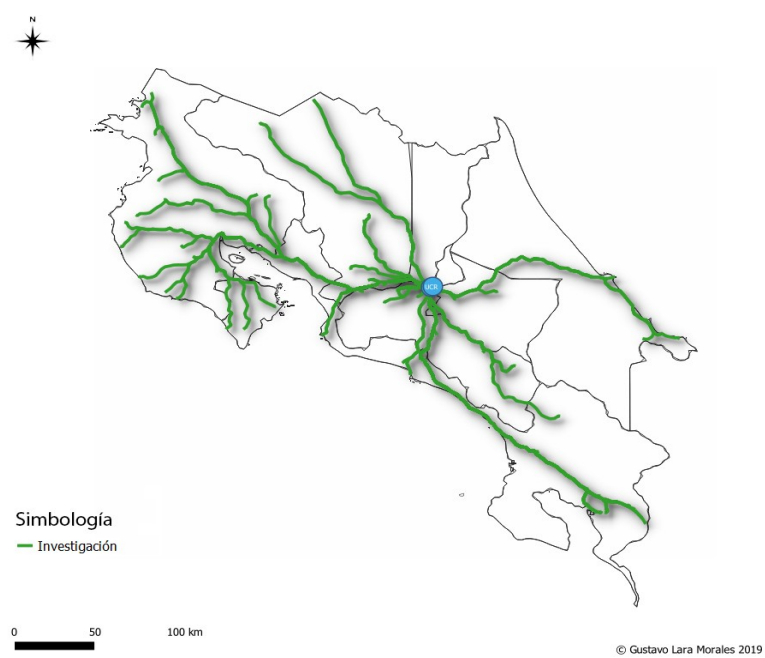 N
UCR
Simbología
Investigación
0 50 100 km
© Gustavo Lara Morales 2019